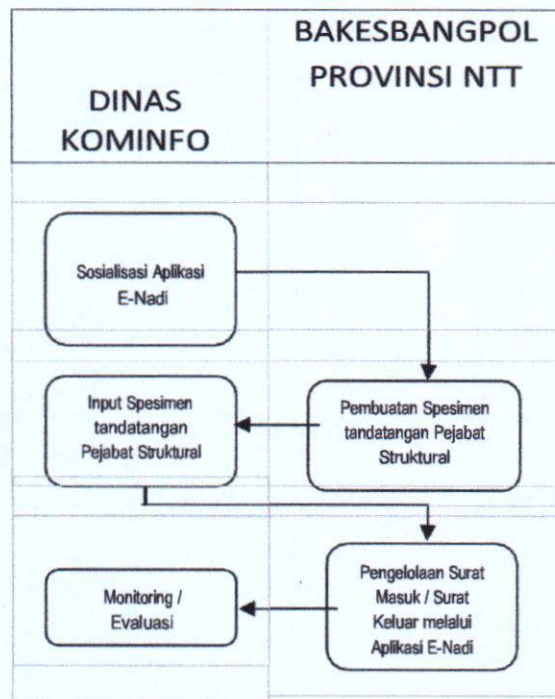 DINAS
KOMINFO
BAKESBANGPOL
PROVINSI NTT
Sosialisasi Aplikasi
E-Nadi
Input Spesimen
tandatangan
Pejabat Struktural
Pembuatan Spesimen
tandatangan Pejabat
Struktural
Monitoring /
Evaluasi
Pengelolaan Surat
Masuk / Surat
Keluar melalui
Aplikasi E-Nadi